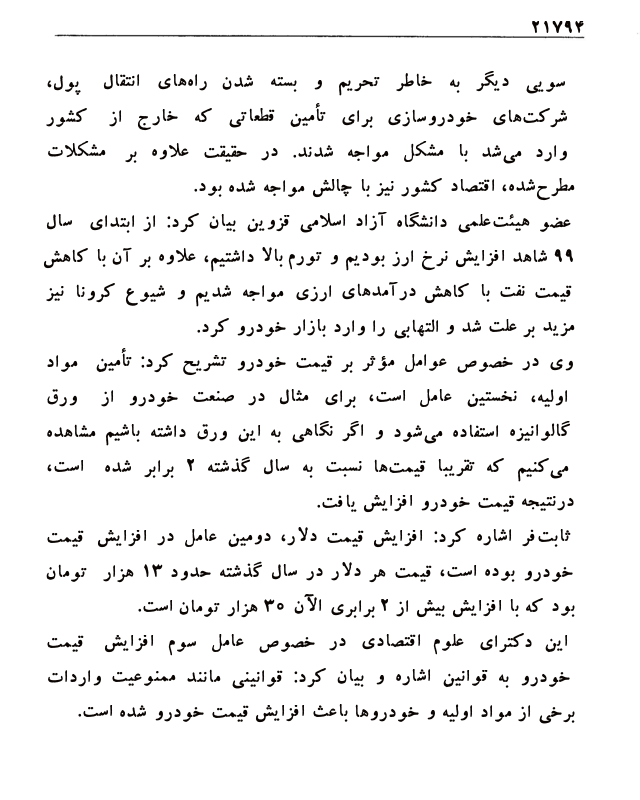 ۲۱۷۹۴
سویی دیگر به خاطر تحریم و بسته شدن راه‌های انتقال پول،
شرکت‌های خودروسازی برای تأمین قطعاتی که خارج از کشور
وارد می‌شد با مشکل مواجه شدند. در حقیقت علاوه بر مشکلات
مطرح‌شده، اقتصاد کشور نیز با چالش مواجه شده بود.
عضو هیئت‌علمی دانشگاه آزاد اسلامی قزوین بیان کرد: از ابتدای سال
۹۹ شاهد افزایش نرخ ارز بودیم و تورم بالا داشتیم، علاوه بر آن با کاهش
قیمت نفت با کاهش درآمدهای ارزی مواجه شدیم و شیوع کرونا نیز
مزید بر علت شد و التهابی را وارد بازار خودرو کرد.
وی در خصوص عوامل مؤثر بر قیمت خودرو تشریح کرد: تأمین مواد
اولیه، نخستین عامل است، برای مثال در صنعت خودرو از ورق
گالوانیزه استفاده می‌شود و اگر نگاهی به این ورق داشته باشیم مشاهده
می‌کنیم که تقریبا قیمت‌ها نسبت به سال گذشته ۲ برابر شده است،
درنتیجه قیمت خودرو افزایش یافت.
ثابت‌فر اشاره کرد: افزایش قیمت دلار، دومین عامل در افزایش قیمت
خودرو بوده است، قیمت هر دلار در سال گذشته حدود ۱۳ هزار تومان
بود که با افزایش بیش از ۲ برابری الآن ۳۰ هزار تومان است.
این دکترای علوم اقتصادی در خصوص عامل سوم افزایش قیمت
خودرو به قوانین اشاره و بیان کرد: قوانینی مانند ممنوعیت واردات
برخی از مواد اولیه و خودروها باعث افزایش قیمت خودرو شده است.